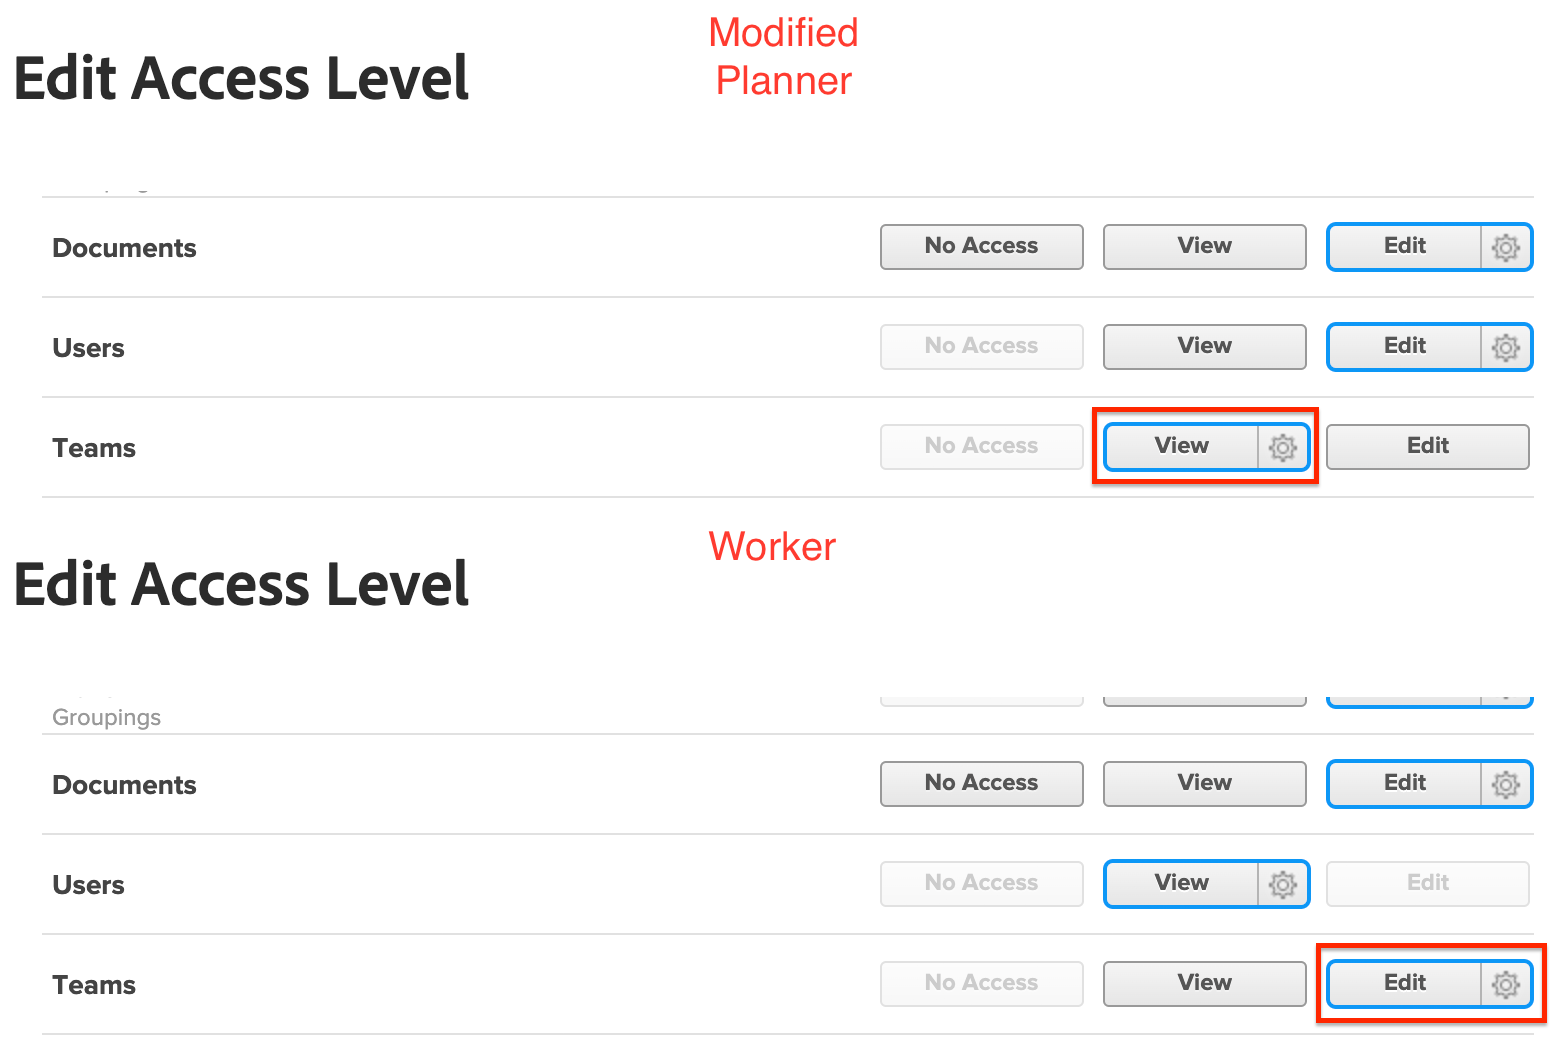 Modified
Planner
Edit Access Level
Documents No Access View Edit
Users No Access View Edit
Teams No Access View Edit
Worker
Edit Access Level
Groupings
Documents No Access View Edit
Users No Access View Edit
Teams No Access View Edit